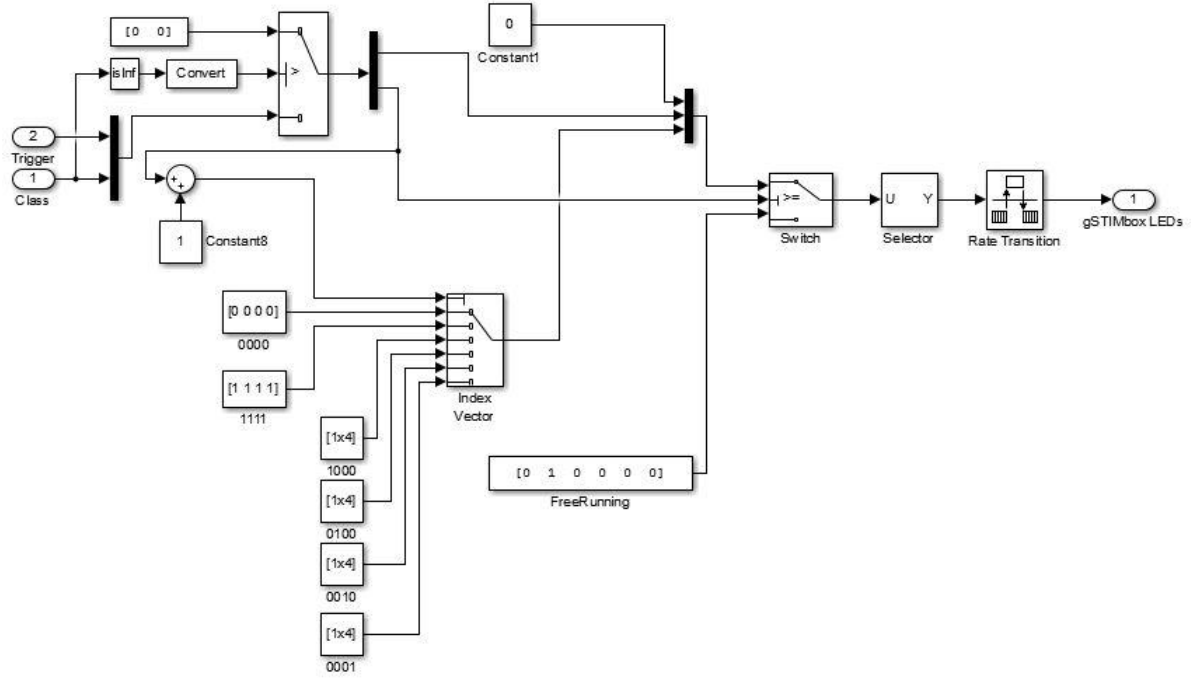 [0 0]
0
Constant1
isInf
Convert
>
2
Trigger
1
Class
+
+
1
Constant8
>=
Switch
U Y
Selector
Rate Transition
1
gSTIMbox LEDs
[0 0 0 0]
0000
[1 1 1 1]
1111
Index
Vector
[1x4]
1000
[0 1 0 0 0 0]
FreeRunning
[1x4]
0100
[1x4]
0010
[1x4]
0001